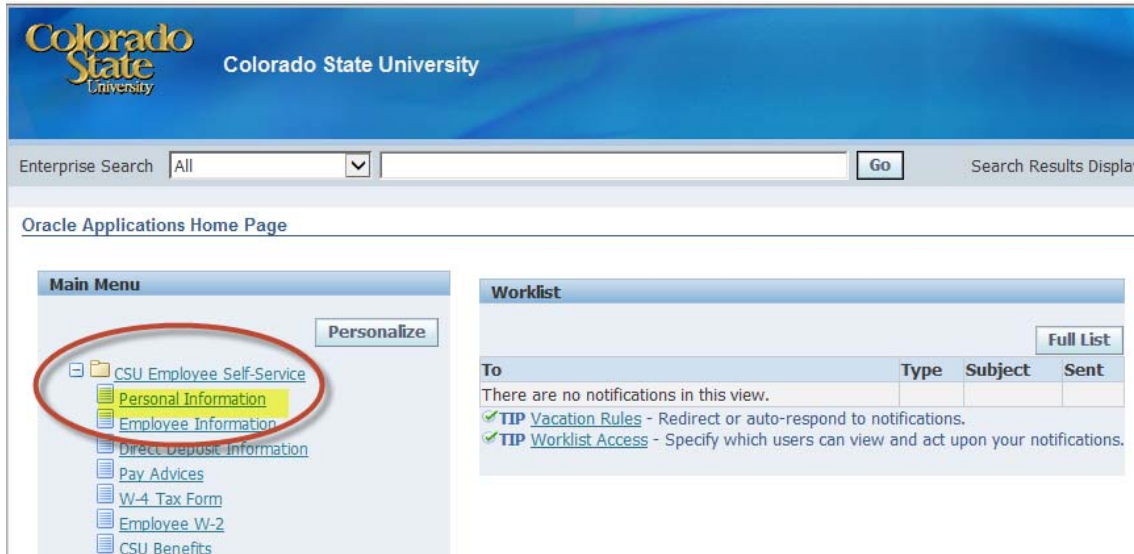 Colorado
State
University
Colorado State University
Enterprise Search All Go Search Results Displa
Oracle Applications Home Page
Main Menu
Personalize
CSU Employee Self-Service
Personal Information
Employee Information
Direct Deposit Information
Pay Advices
W-4 Tax Form
Employee W-2
CSU Benefits
Worklist
Full List
To Type Subject Sent
There are no notifications in this view.
TIP Vacation Rules - Redirect or auto-respond to notifications.
TIP Worklist Access - Specify which users can view and act upon your notifications.